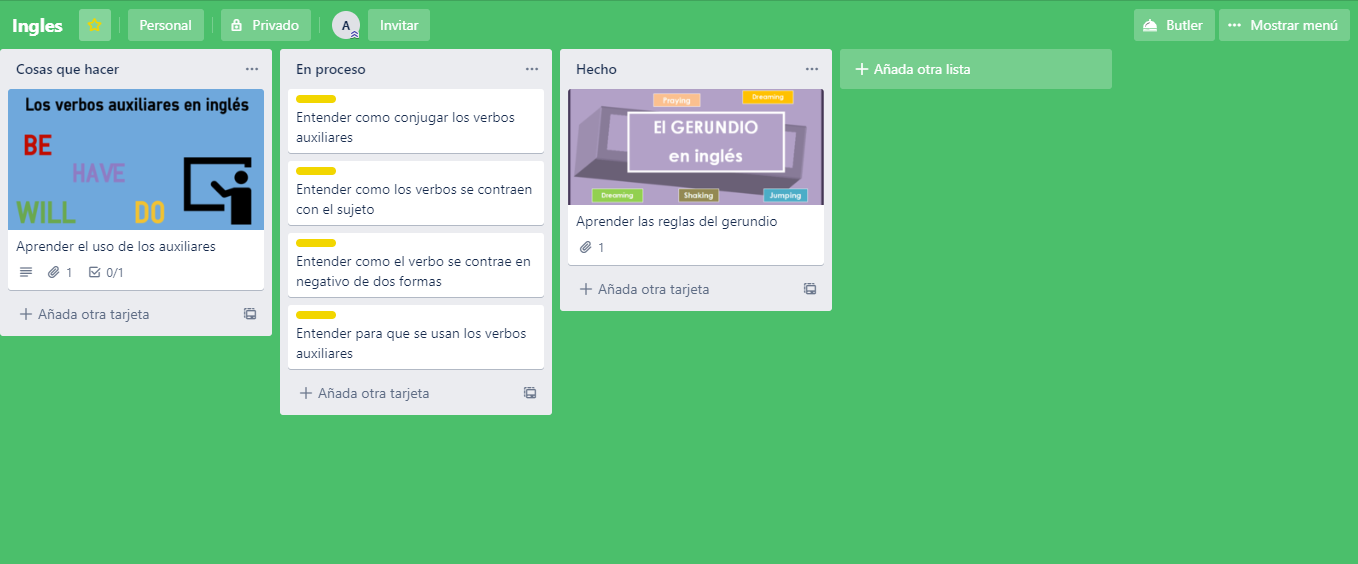 Ingles
Personal
Privado
A
Invitar
Butler
Mostrar menú
Cosas que hacer
Los verbos auxiliares en inglés
BE
HAVE
WILL
DO
Aprender el uso de los auxiliares
1
0/1
Añada otra tarjeta
En proceso
Entender como conjugar los verbos
auxiliares
Entender como los verbos se contraen
con el sujeto
Entender como el verbo se contrae en
negativo de dos formas
Entender para que se usan los verbos
auxiliares
Añada otra tarjeta
Hecho
Praying
Dreaming
El GERUNDIO
en inglés
Dreaming
Shaking
Jumping
Aprender las reglas del gerundio
1
Añada otra tarjeta
Añada otra lista